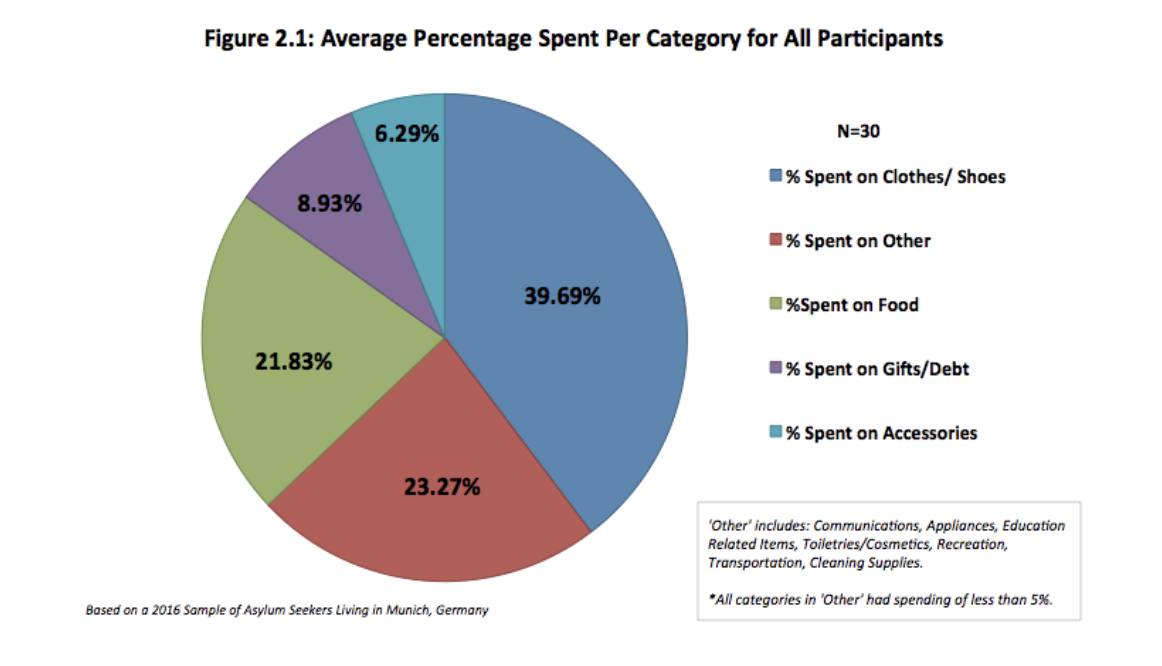 Figure 2.1: Average Percentage Spent Per Category for All Participants
6.29%
8.93%
39.69%
21.83%
23.27%
N=30
% Spent on Clothes/ Shoes
% Spent on Other
%Spent on Food
% Spent on Gifts/Debt
% Spent on Accessories
'Other' includes: Communications, Appliances, Education
Related Items, Toiletries/Cosmetics, Recreation,
Transportation, Cleaning Supplies.
*All categories in 'Other' had spending of less than 5%.
Based on a 2016 Sample of Asylum Seekers Living in Munich, Germany